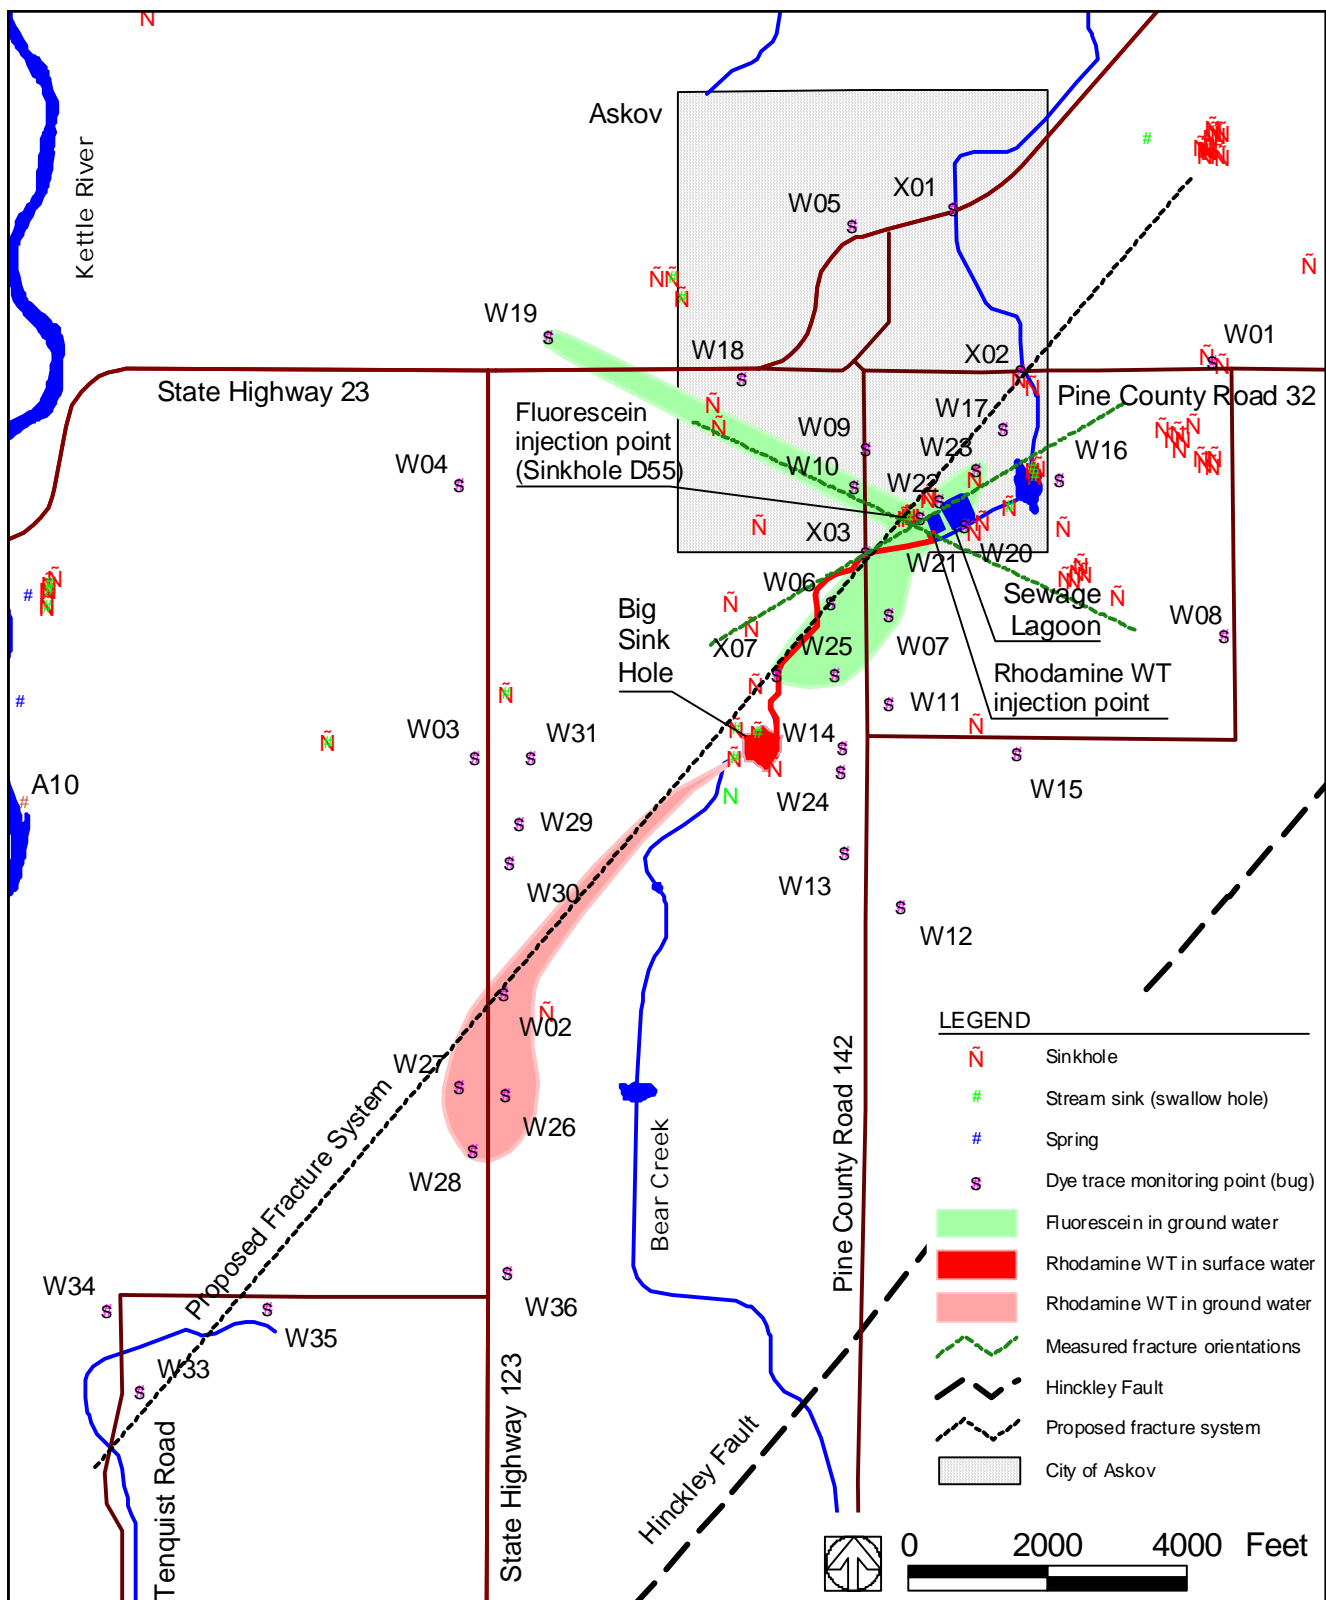 Askov
X01
W05
Kettle River
W19
W01
W18
X02
State Highway 23
Pine County Road 32
Fluorescein
injection point
(Sinkhole D55)
W17
W09
W23
W16
W04
W10
W22
X03
W20
W21
W06
Sewage
Lagoon
Big
Sink
Hole
W08
X07
W25
W07
Rhodamine WT
injection point
W11
W03
W31
W14
A10
W24
W15
W29
W13
W30
W12
W02
LEGEND
Ñ Sinkhole
# Stream sink (swallow hole)
# Spring
$ Dye trace monitoring point (bug)
Fluorescein in ground water
Rhodamine WT in surface water
Rhodamine WT in ground water
Measured fracture orientations
Hinckley Fault
Proposed fracture system
City of Askov
W27
W26
W28
Proposed Fracture System
Bear Creek
Pine County Road 142
W34
W35
W36
W33
Tenquist Road
State Highway 123
Hinckley Fault
0 2000 4000 Feet